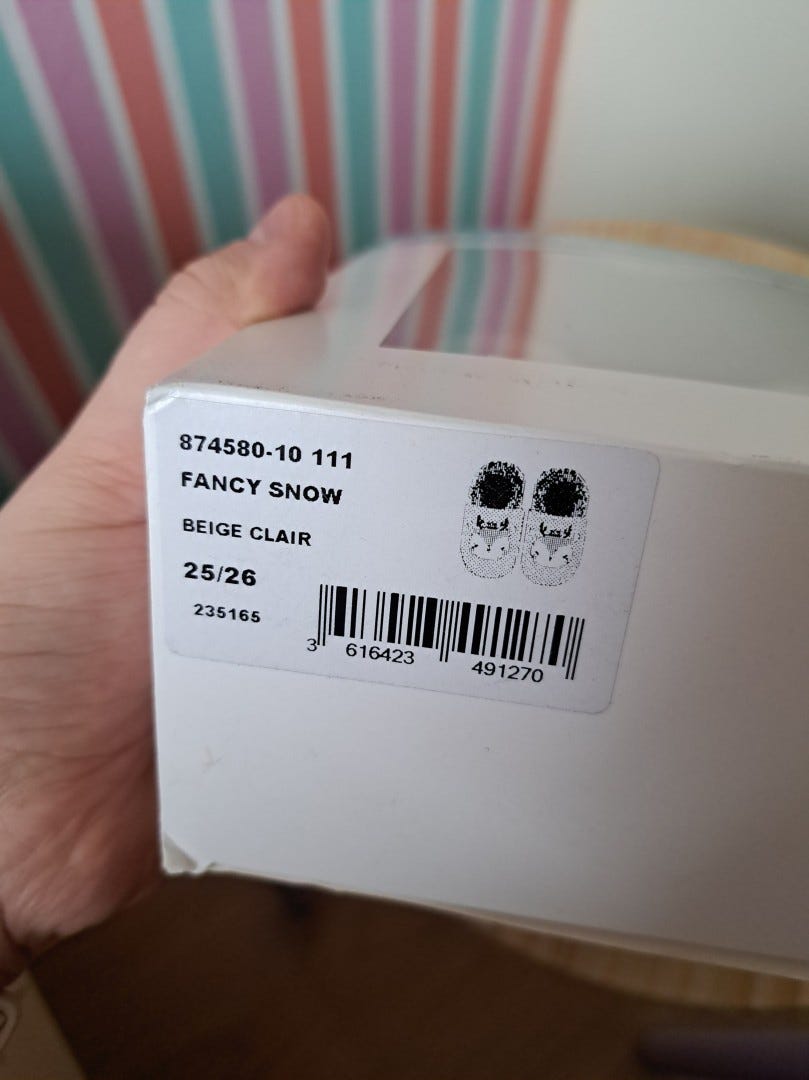 874580-10 111
FANCY SNOW
BEIGE CLAIR
25/26
235165
3 616423 491270